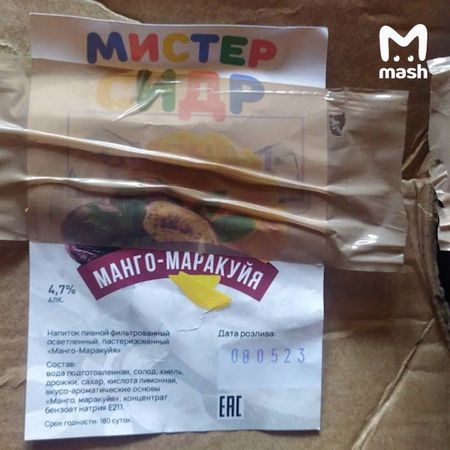 mash
МИСТЕР
СИДР
МАНГО-МАРАКУЙЯ
4,7%
АЛК.
Напиток пивной фильтрованный
осветленный, пастеризованный
«Манго-Маракуйя»
Состав:
вода подготовленная, солод, хмель,
дрожжи, сахар, кислота лимонная,
вкусо-ароматические основы
«Манго, маракуйя», концентрат
бензоат натрия Е211.
Срок годности: 180 суток.
Дата розлива:
080523
ЕАС